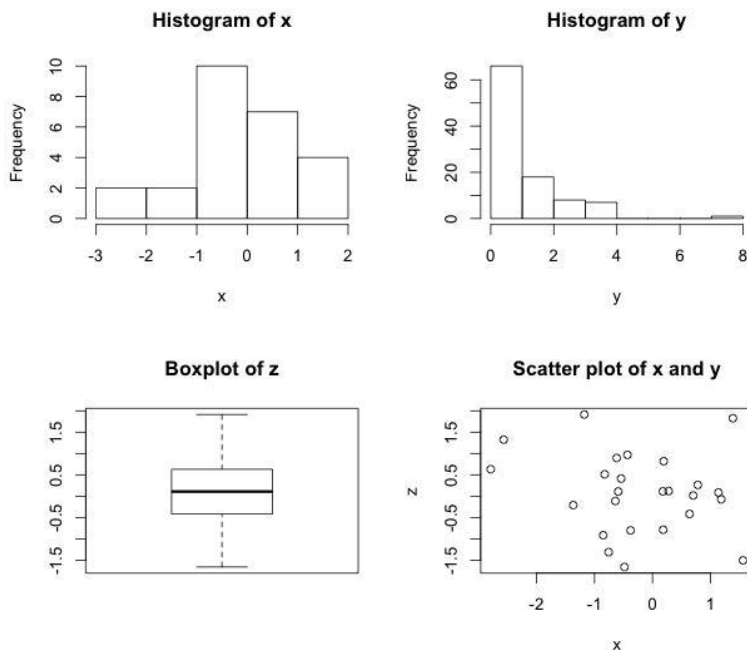 Histogram of x
Frequency
10
8
6
4
2
0
-3 -2 -1 0 1 2
x
Histogram of y
Frequency
60
40
20
0
0 2 4 6 8
y
Boxplot of z
1.5
0.5
-0.5
-1.5
Scatter plot of x and y
z
1.5
0.5
-0.5
-1.5
-2 -1 0 1
x